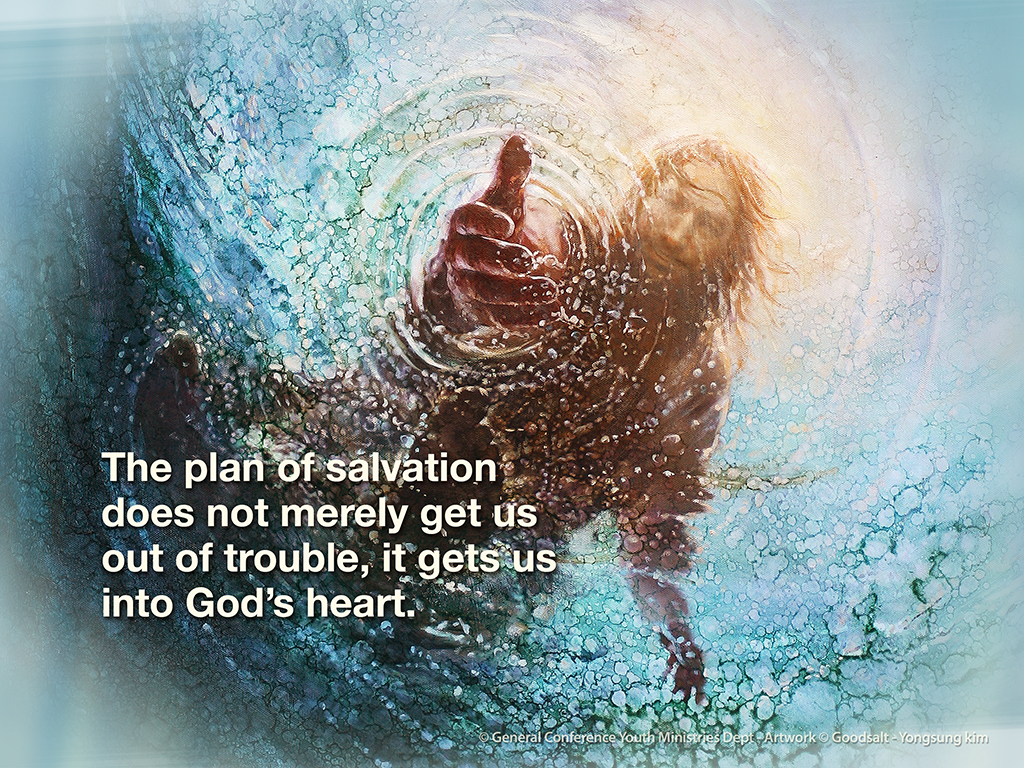 The plan of salvation
does not merely get us
out of trouble, it gets us
into God’s heart.
© General Conference Youth Ministries Dept - Artwork © Goodsalt - Yongsung kim